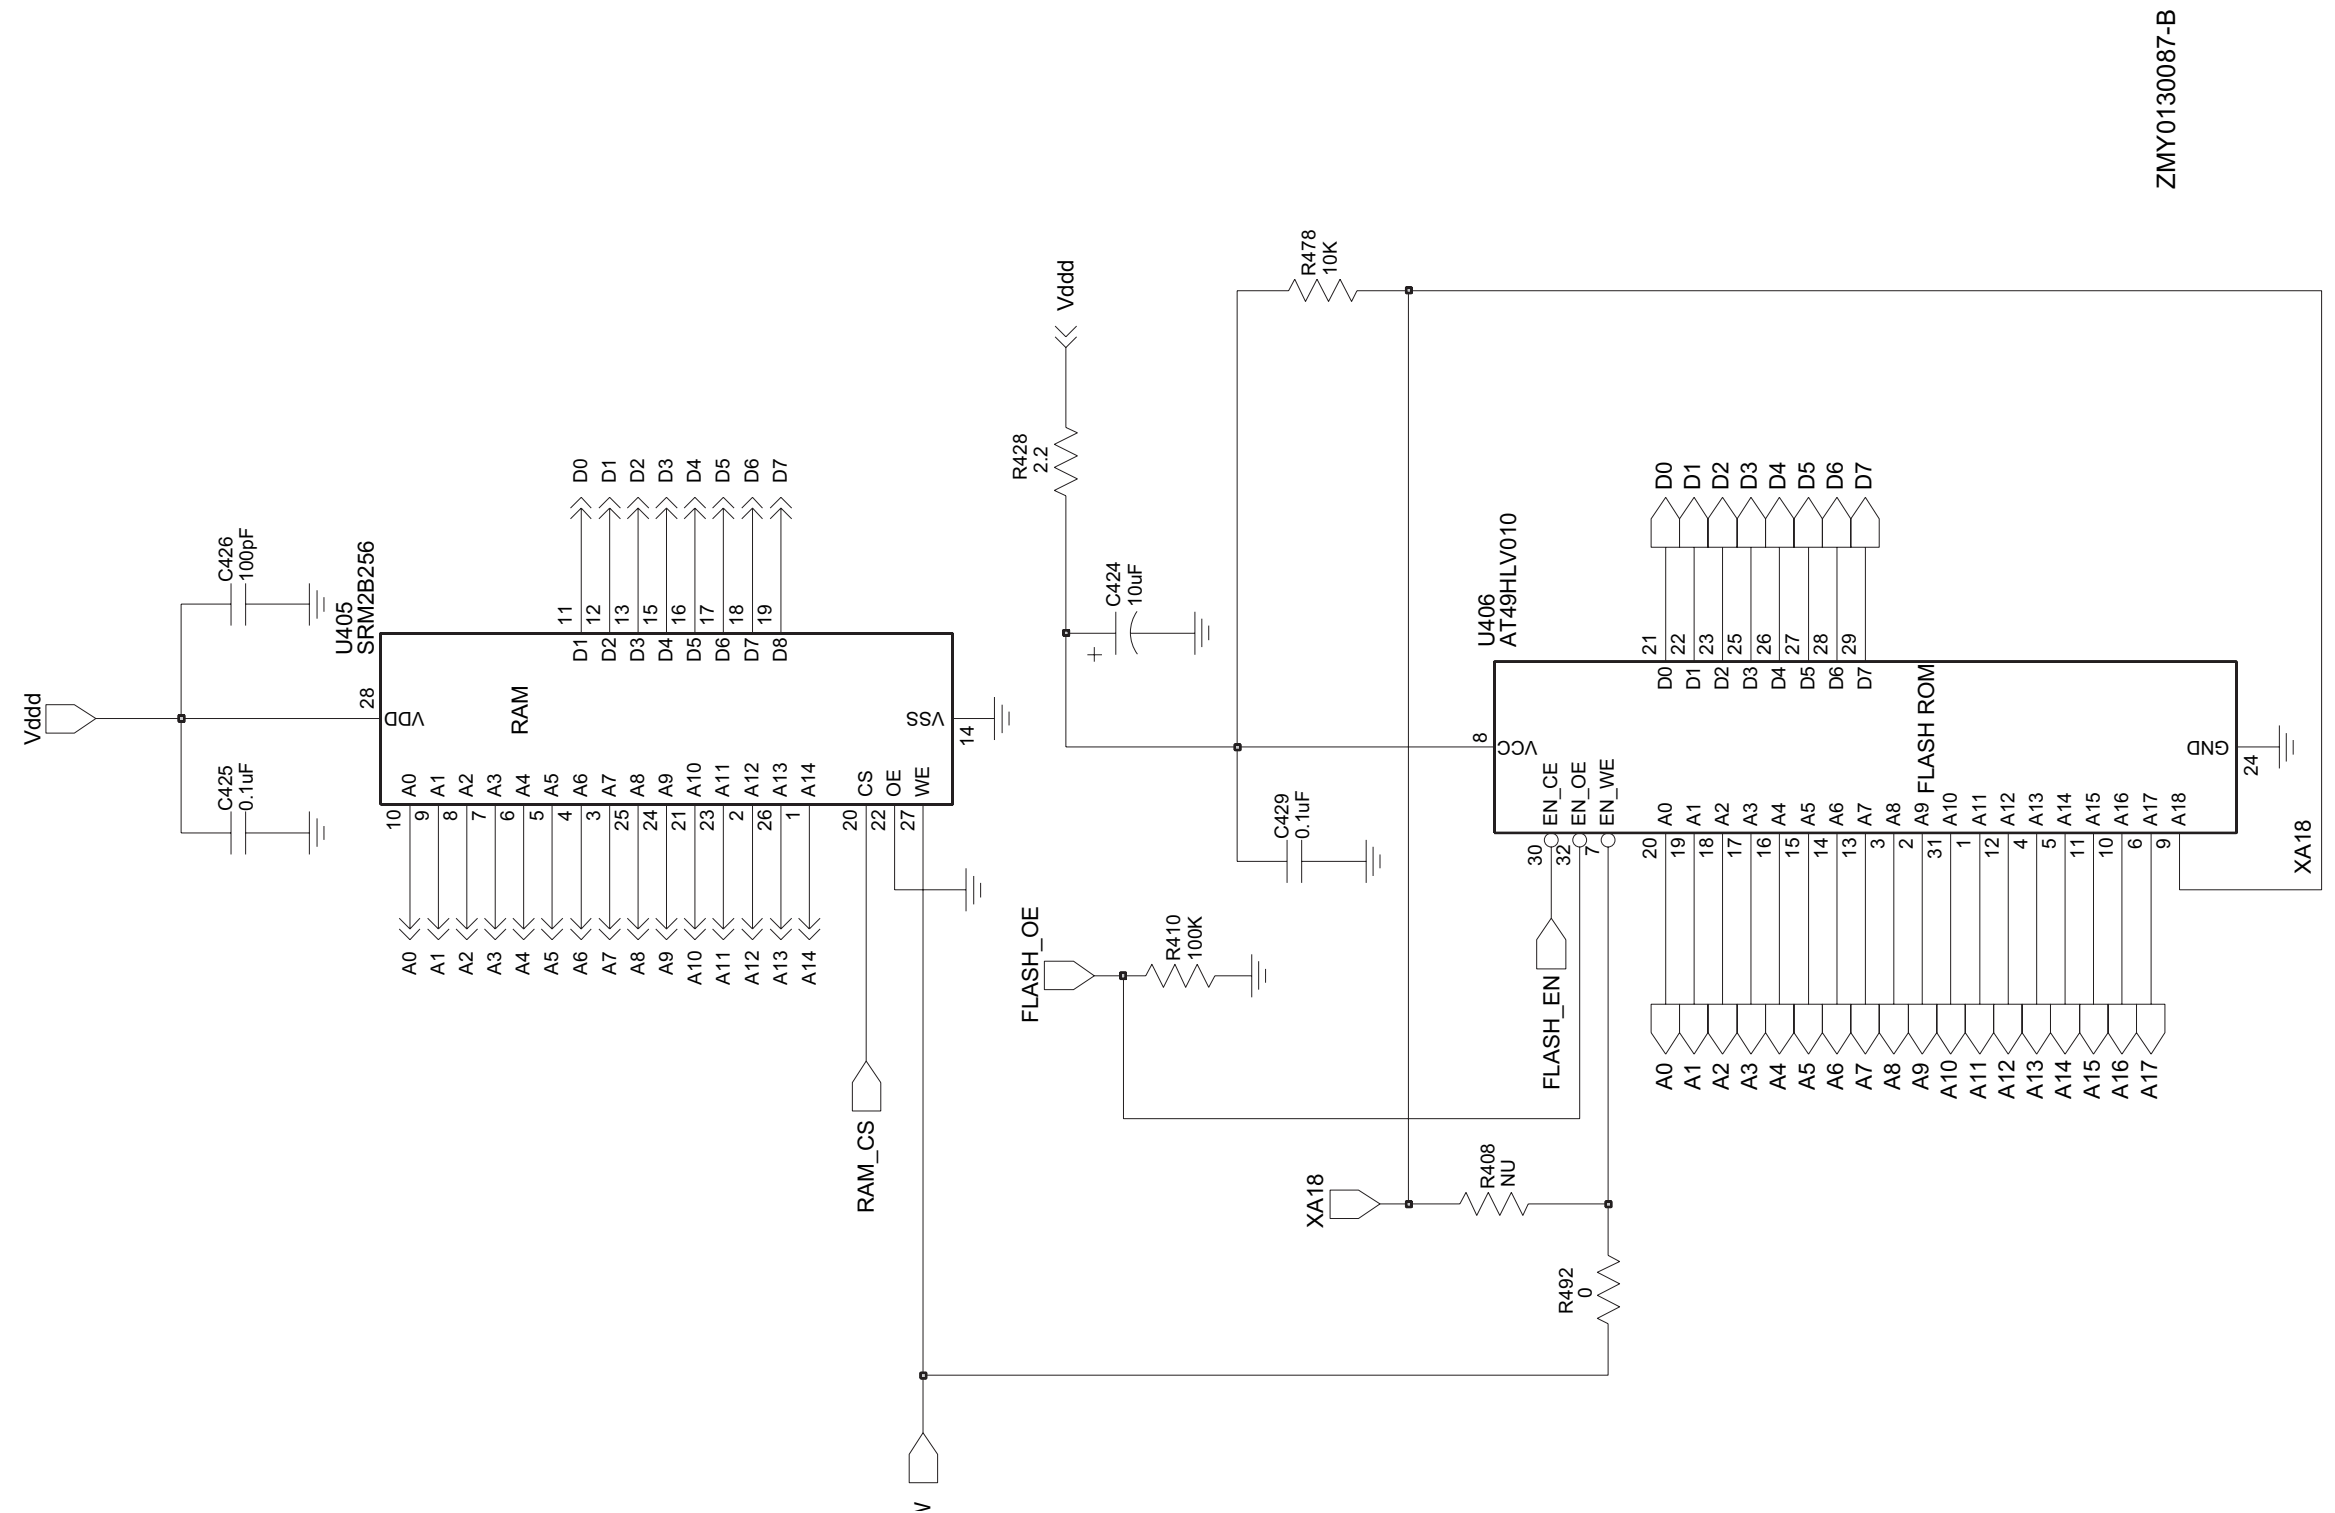 ZMY0130087-B
Vddd
C426
100pF
C425
0.1uF
U405
SRM2B256
28
VDD
RAM
VSS
14
11 D1 D0
12 D2 D1
13 D3 D2
15 D4 D3
16 D5 D4
17 D6 D5
18 D7 D6
19 D8 D7
A0 10 A0
A1 9 A1
A2 8 A2
A3 7 A3
A4 6 A4
A5 5 A5
A6 4 A6
A7 3 A7
A8 25 A8
A9 24 A9
A10 21 A10
A11 23 A11
A12 2 A12
A13 26 A13
A14 1 A14
RAM_CS 20 CS
22 OE
27 WE
Vddd
R428
2.2
C424
10uF
+
R478
10K
C429
0.1uF
FLASH_OE
R410
100K
XA18
R408
NU
R492
0
U406
AT49HLV010
8
VCC
FLASH ROM
GND
24
FLASH_EN 30 EN_CE
32 EN_OE
7 EN_WE
D0 21 D0
D1 22 D1
D2 23 D2
D3 25 D3
D4 26 D4
D5 27 D5
D6 28 D6
D7 29 D7
A0 20 A0
A1 19 A1
A2 18 A2
A3 17 A3
A4 16 A4
A5 15 A5
A6 14 A6
A7 13 A7
A8 3 A8
A9 2 A9
A10 31 A10
A11 1 A11
A12 12 A12
A13 4 A13
A14 5 A14
A15 11 A15
A16 10 A16
A17 6 A17
9 A18
XA18